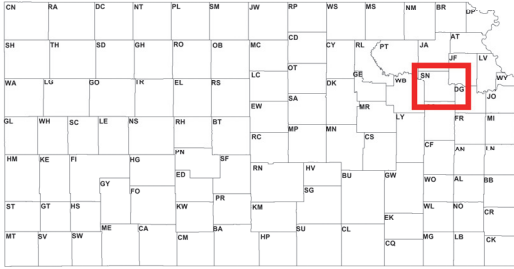 CN RA DC NT PL SM JW RP WS MS NM BR DP
CD AT
SH TH SD GH RO OB MC CY RL PT JA
JF LV
OT
LC GE SN WY
WA LG GO TR EL RS DK WB DG JO
SA
EW MR
GL WH SC LE NS RH BT LY FR MI
MP MN
RC CS
CF
PN AN LN
HM KE FI HG SF
RN HV
ED BU GW WO AL BB
GY
FO SG
PR
ST GT HS KW KM WL NO
CR
EK
ME CA BA SU CL
MT SV SW CM HP MG LB CK
CQ